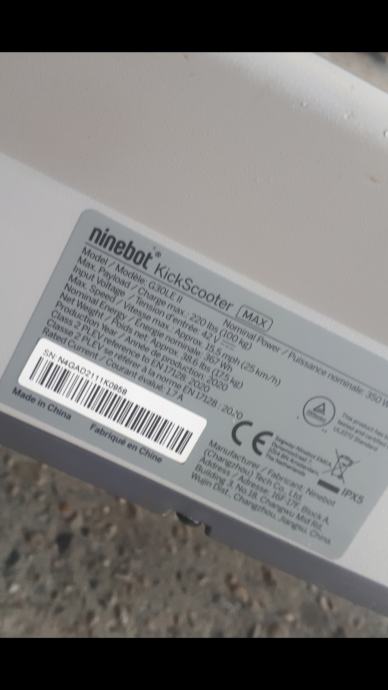 ninebot KickScooter MAX
Model / Modèle: G30LE II
Nominal Power / Puissance nominale: 350 W
Max. Payload / Charge max.: 220 lbs (100 kg)
Input Voltage / Tension d'entrée: 42 V
Max. Speed / Vitesse max.: Approx. 15.5 mph (25 km/h)
Nominal Energy / Énergie nominale: 367 Wh
Net Weight / Poids net: Approx. 38.6 lbs (17.5 kg)
Production Year / Année de production: 2020
Class 2 PLEV reference to EN 17128 : 2020
Classe 2 PLEV se réfère à la norme EN 17128 : 2020
Rated Current / Courant évalué: 1.7 A
SN: N4GAD2111K0958
Made in China
Fabriqué en Chine
CE
IPX5
Manufacturer / Fabricant: Ninebot
(Changzhou) Tech Co., Ltd.
Address / Adresse: 16F-17F, Block A,
Building 3, No.18, Changwu Mid Rd,
Wujin Dist., Changzhou, Jiangsu, China.